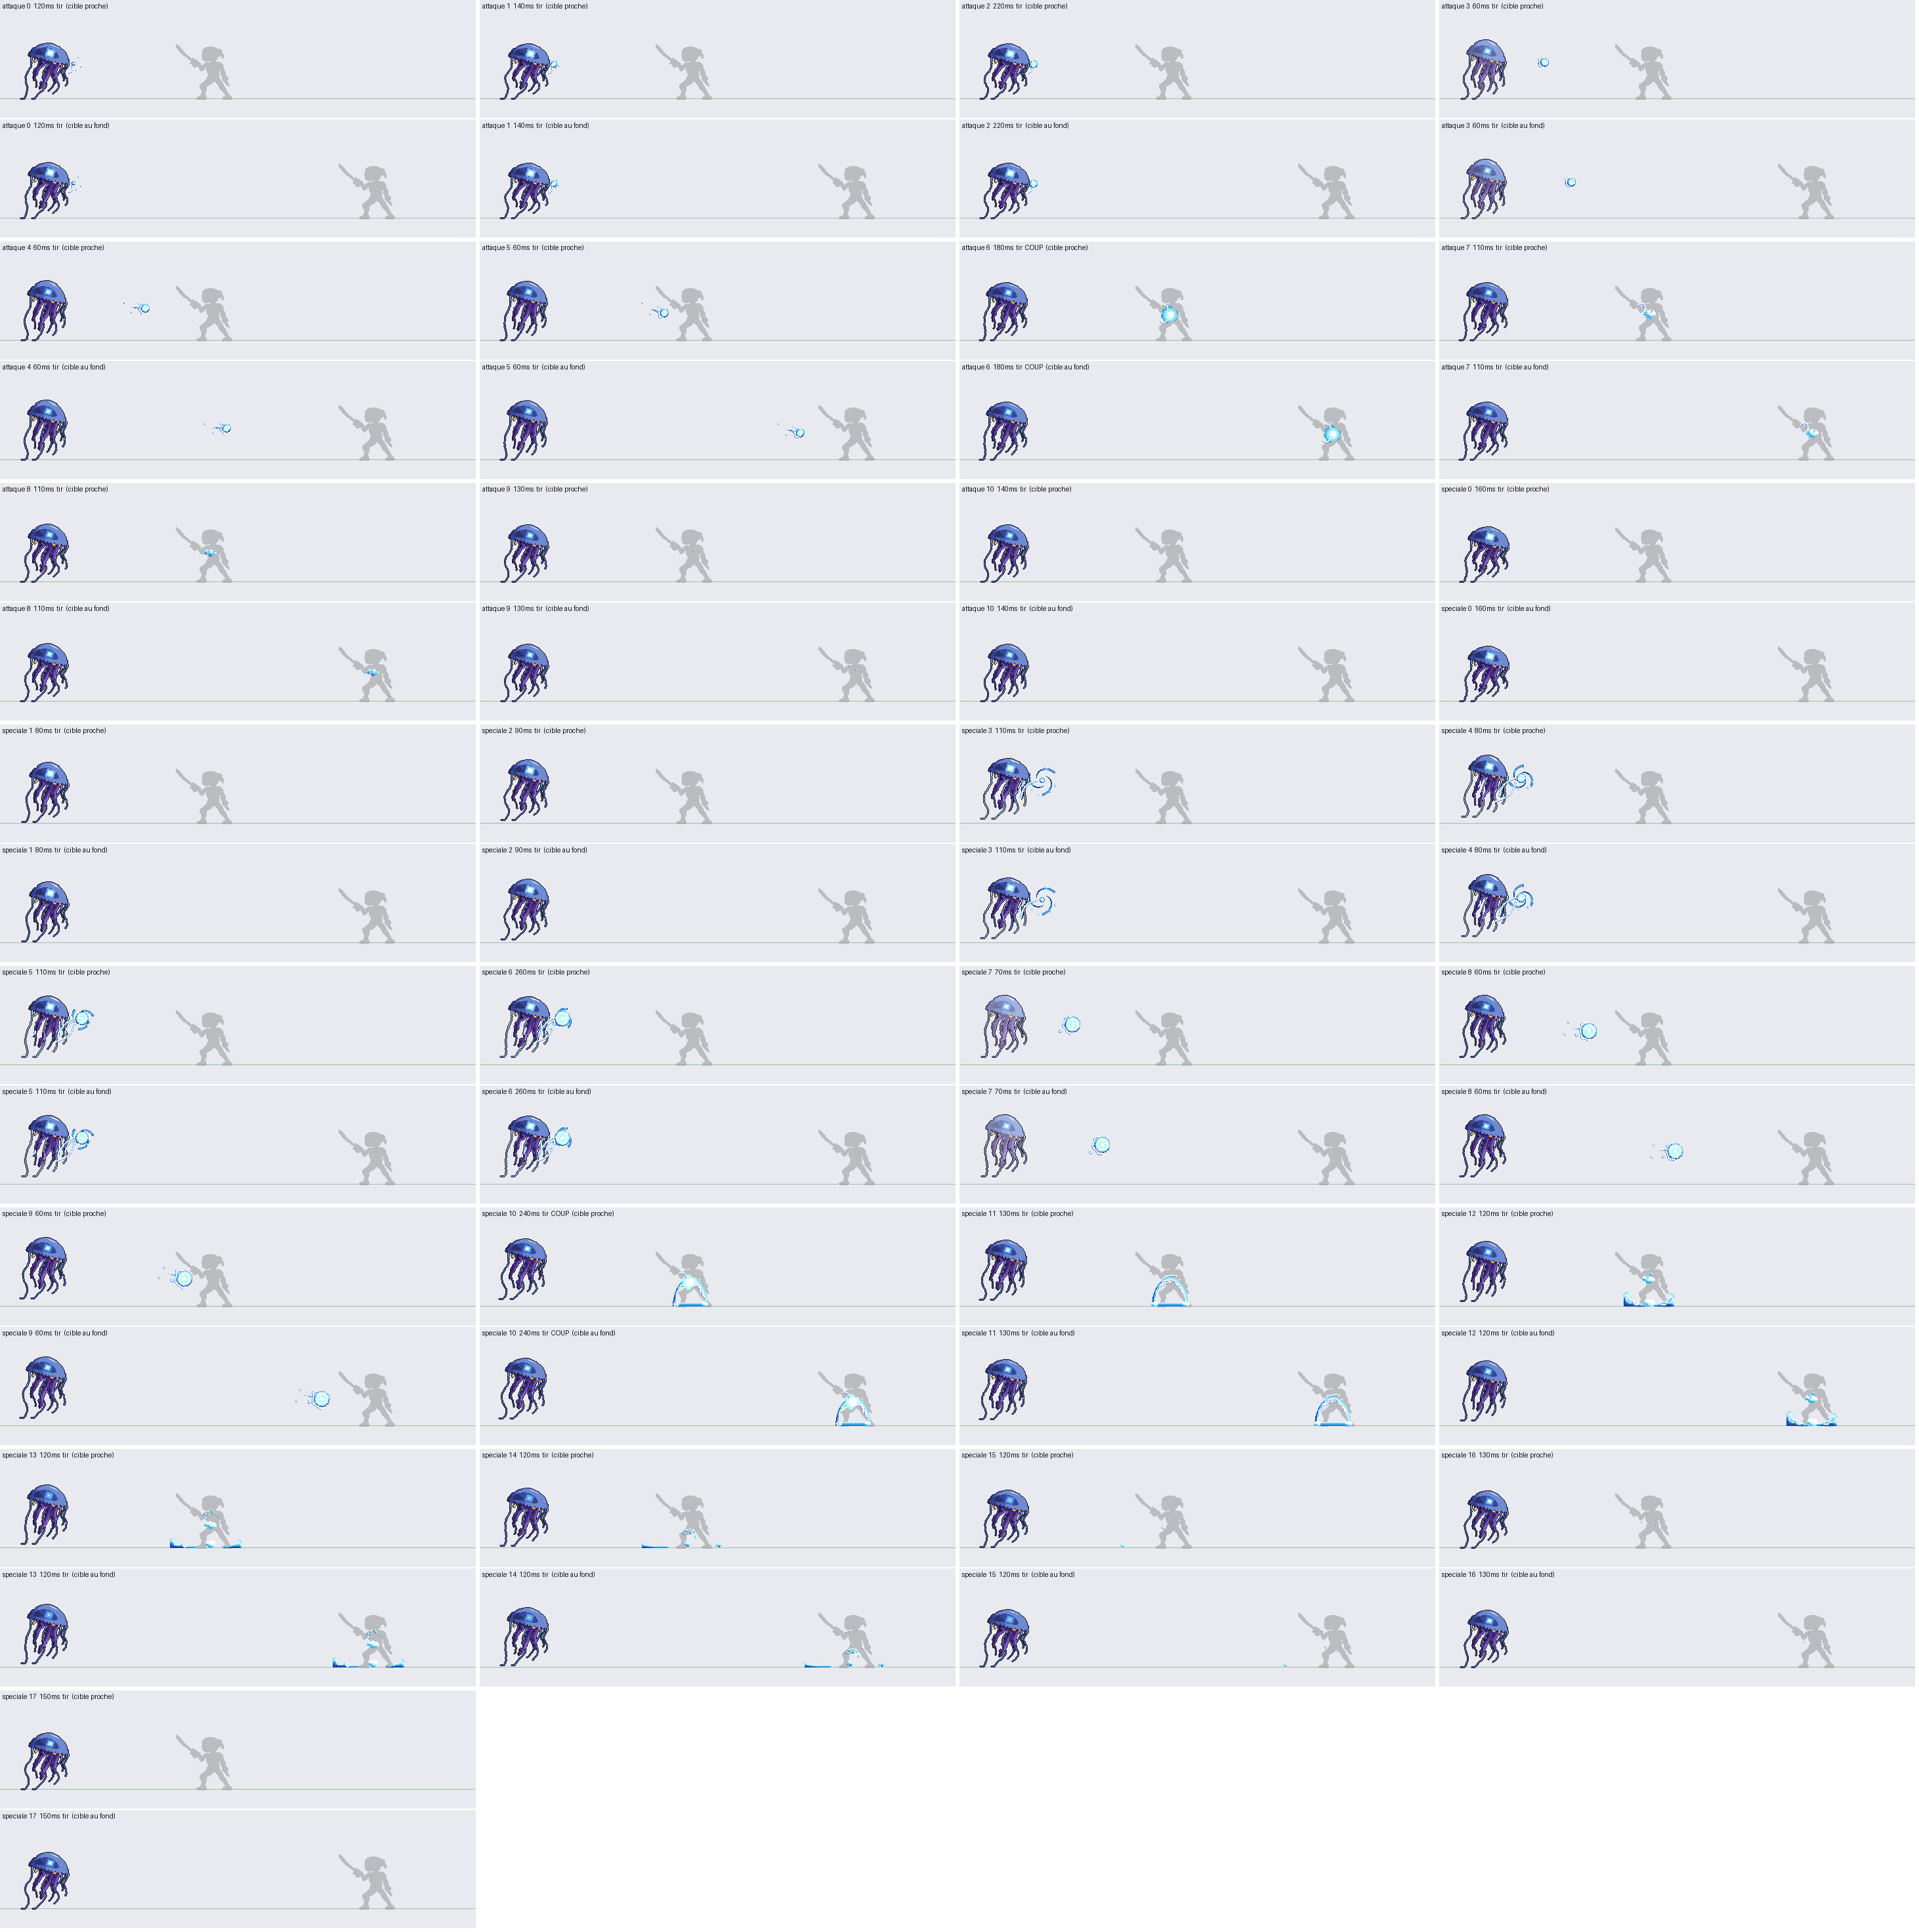 attaque 0 120ms tir (cible proche)
attaque 1 140ms tir (cible proche)
attaque 2 220ms tir (cible proche)
attaque 3 60ms tir (cible proche)
attaque 0 120ms tir (cible au fond)
attaque 1 140ms tir (cible au fond)
attaque 2 220ms tir (cible au fond)
attaque 3 60ms tir (cible au fond)
attaque 4 60ms tir (cible proche)
attaque 5 60ms tir (cible proche)
attaque 6 180ms tir COUP (cible proche)
attaque 7 110ms tir (cible proche)
attaque 4 60ms tir (cible au fond)
attaque 5 60ms tir (cible au fond)
attaque 6 180ms tir COUP (cible au fond)
attaque 7 110ms tir (cible au fond)
attaque 8 110ms tir (cible proche)
attaque 9 130ms tir (cible proche)
attaque 10 140ms tir (cible proche)
speciale 0 160ms tir (cible proche)
attaque 8 110ms tir (cible au fond)
attaque 9 130ms tir (cible au fond)
attaque 10 140ms tir (cible au fond)
speciale 0 160ms tir (cible au fond)
speciale 1 80ms tir (cible proche)
speciale 2 90ms tir (cible proche)
speciale 3 110ms tir (cible proche)
speciale 4 80ms tir (cible proche)
speciale 1 80ms tir (cible au fond)
speciale 2 90ms tir (cible au fond)
speciale 3 110ms tir (cible au fond)
speciale 4 80ms tir (cible au fond)
speciale 5 110ms tir (cible proche)
speciale 6 260ms tir (cible proche)
speciale 7 70ms tir (cible proche)
speciale 8 60ms tir (cible proche)
speciale 5 110ms tir (cible au fond)
speciale 6 260ms tir (cible au fond)
speciale 7 70ms tir (cible au fond)
speciale 8 60ms tir (cible au fond)
speciale 9 60ms tir (cible proche)
speciale 10 240ms tir COUP (cible proche)
speciale 11 130ms tir (cible proche)
speciale 12 120ms tir (cible proche)
speciale 9 60ms tir (cible au fond)
speciale 10 240ms tir COUP (cible au fond)
speciale 11 130ms tir (cible au fond)
speciale 12 120ms tir (cible au fond)
speciale 13 120ms tir (cible proche)
speciale 14 120ms tir (cible proche)
speciale 15 120ms tir (cible proche)
speciale 16 130ms tir (cible proche)
speciale 13 120ms tir (cible au fond)
speciale 14 120ms tir (cible au fond)
speciale 15 120ms tir (cible au fond)
speciale 16 130ms tir (cible au fond)
speciale 17 150ms tir (cible proche)
speciale 17 150ms tir (cible au fond)